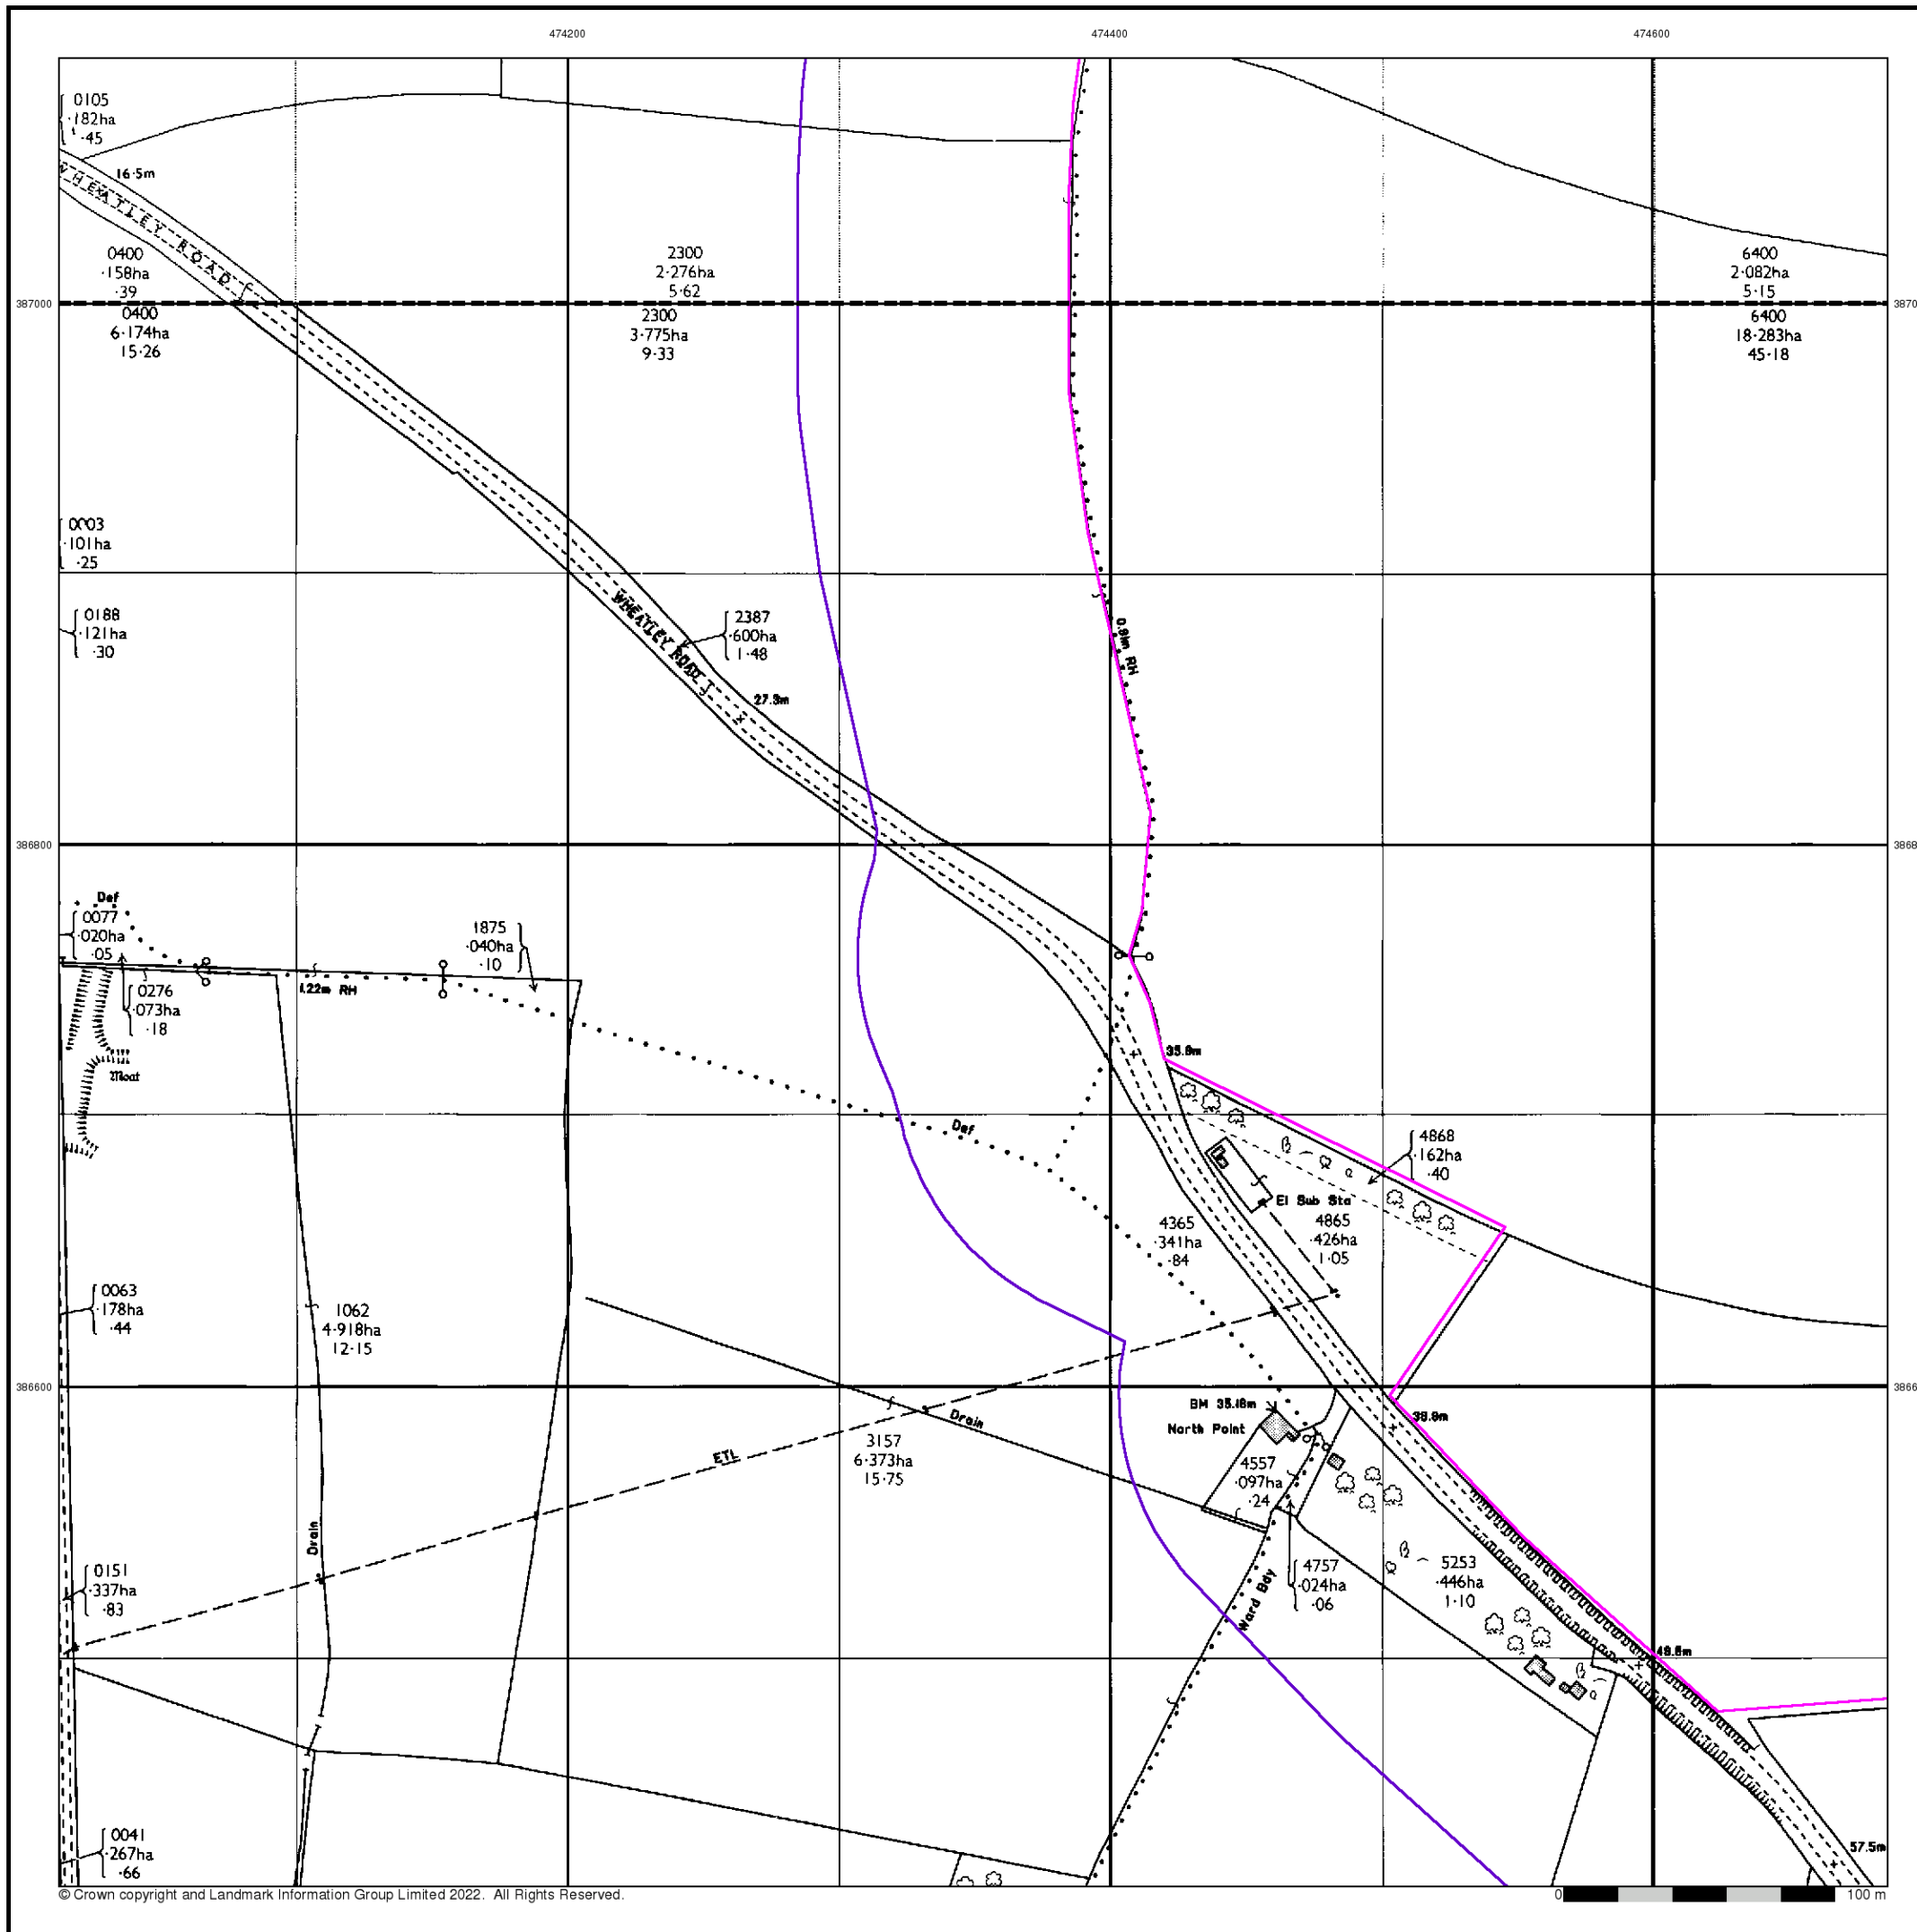 474200
474400
474600
0105
·182ha
·45
16·5m
WHEATLEY ROAD
0400
·158ha
·39
2300
2·276ha
5·62
6400
2·082ha
5·15
387000
3870
0400
6·174ha
15·26
2300
3·775ha
9·33
6400
18·283ha
45·18
0003
·101ha
·25
0188
·121ha
·30
WHEATLEY ROAD
2387
·600ha
1·48
0.91m RH
27.3m
386800
3868
Def
0077
·020ha
·05
1875
·040ha
·10
0276
·073ha
·18
1.22m RH
Moat
35.9m
Def
4868
·162ha
·40
El Sub Sta
4365
·341ha
·84
4865
·426ha
1·05
0063
·178ha
·44
1062
4·918ha
12·15
386600
3866
BM 35.18m
North Point
39.9m
Drain
ETL
3157
6·373ha
15·75
4557
·097ha
·24
Drain
0151
·337ha
·83
4757
·024ha
·06
5253
·446ha
1·10
Ward Bdy
49.8m
0041
·267ha
·66
57.5m
© Crown copyright and Landmark Information Group Limited 2022. All Rights Reserved.
0
100 m